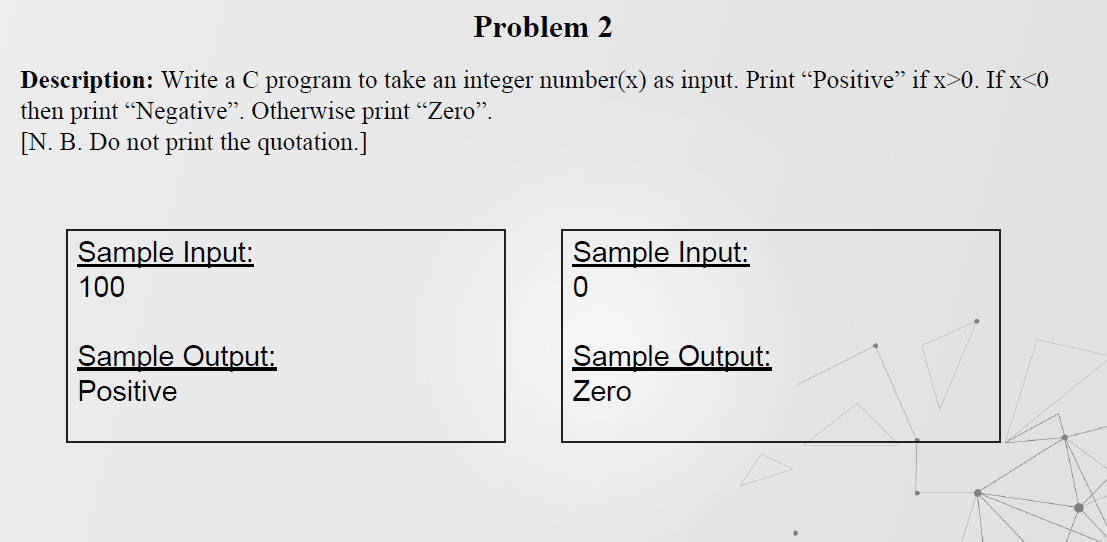 Problem 2
Description: Write a C program to take an integer number(x) as input. Print “Positive” if x>0. If x<0
then print “Negative”. Otherwise print “Zero”.
[N. B. Do not print the quotation.]
Sample Input:
100
Sample Output:
Positive
Sample Input:
0
Sample Output:
Zero